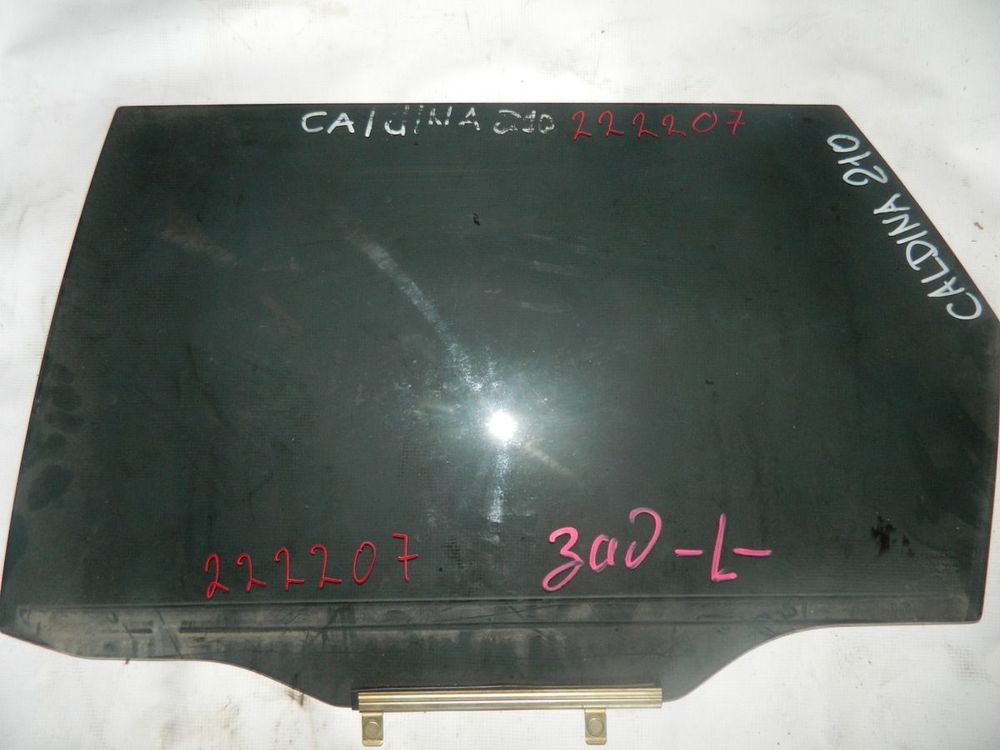 CAlDINA 210 222207
CALDINA 210
222207 зад -L-